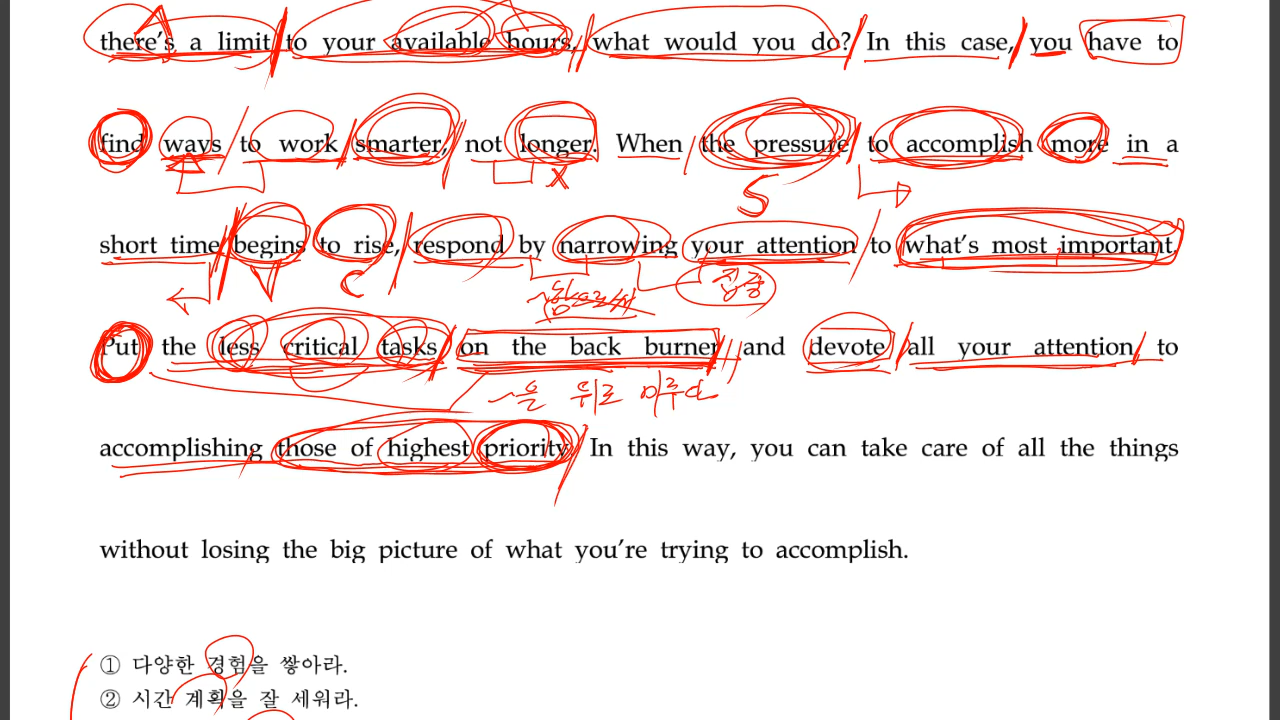 there's a limit to your available hours, what would you do? In this case, you have to
find ways to work smarter, not longer. When the pressure to accomplish more in a
X
S
short time begins to rise, respond by narrowing your attention to what's most important.
V
C
~함으로써
집중
Put the less critical tasks on the back burner and devote all your attention to
~을 뒤로 미루다
accomplishing those of highest priority. In this way, you can take care of all the things
without losing the big picture of what you're trying to accomplish.
① 다양한 경험을 쌓아라.
② 시간 계획을 잘 세워라.